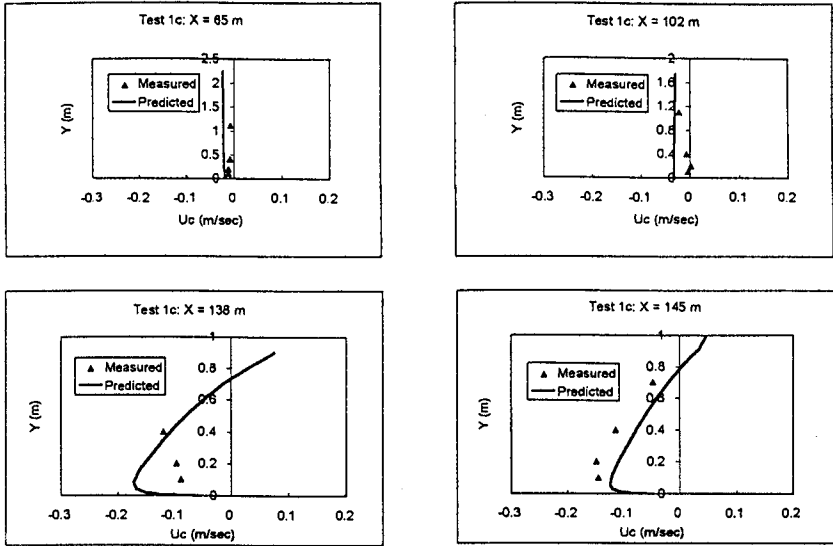 Test 1c: X = 65 m
Y (m)
2.5
2
1.5
1
0.5
0
Measured
Predicted
-0.3 -0.2 -0.1 0 0.1 0.2
Uc (m/sec)
Test 1c: X = 102 m
Y (m)
2
1.6
1.2
0.8
0.4
0
Measured
Predicted
-0.3 -0.2 -0.1 0 0.1 0.2
Uc (m/sec)
Test 1c: X = 138 m
Y (m)
1
0.8
0.6
0.4
0.2
0
Measured
Predicted
-0.3 -0.2 -0.1 0 0.1 0.2
Uc (m/sec)
Test 1c: X = 145 m
Y (m)
1
0.8
0.6
0.4
0.2
0
Measured
Predicted
-0.3 -0.2 -0.1 0 0.1 0.2
Uc (m/sec)